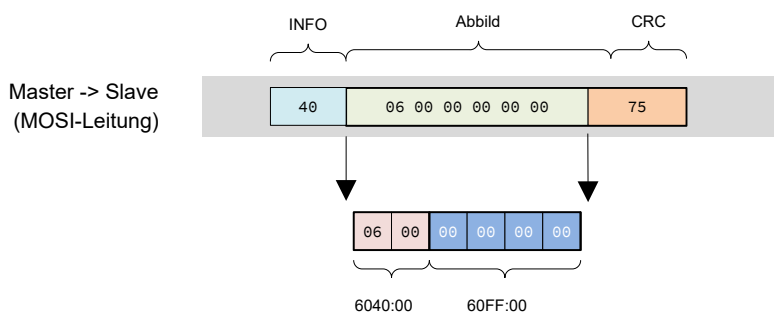 INFO Abbild CRC
Master -> Slave
(MOSI-Leitung)
40 06 00 00 00 00 00 75
06 00 00 00 00 00
6040:00 60FF:00